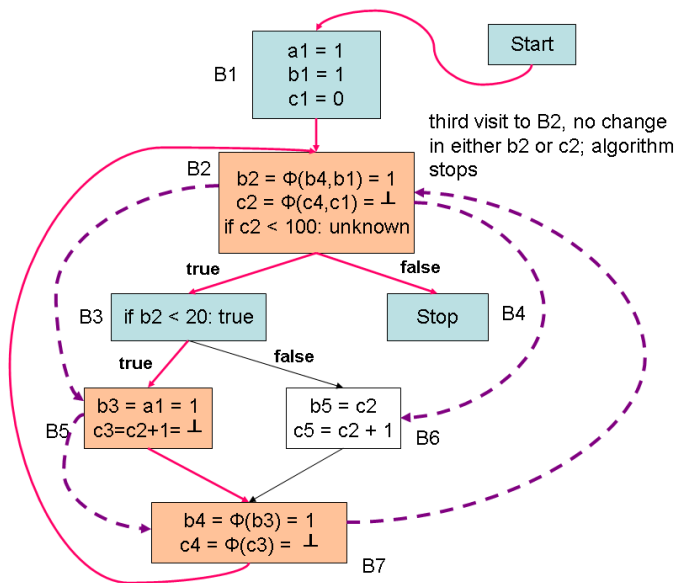 Start
B1
a1 = 1
b1 = 1
c1 = 0
third visit to B2, no change
in either b2 or c2; algorithm
stops
B2
b2 = Φ(b4,b1) = 1
c2 = Φ(c4,c1) = ⊥
if c2 < 100: unknown
true
false
B3
if b2 < 20: true
Stop
B4
true
false
B5
b3 = a1 = 1
c3=c2+1= ⊥
b5 = c2
c5 = c2 + 1
B6
b4 = Φ(b3) = 1
c4 = Φ(c3) = ⊥
B7